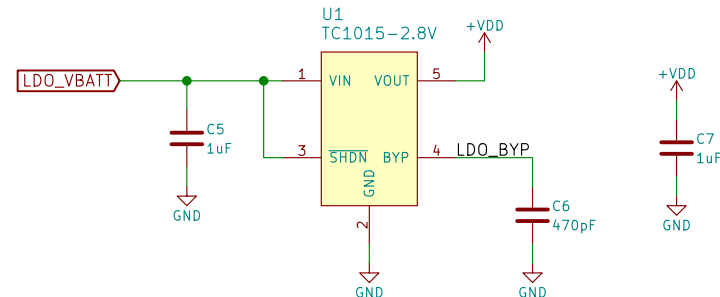 U1
TC1015-2.8V
+VDD
LDO_VBATT
1
VIN
VOUT
5
+VDD
C5
1uF
3
SHDN
BYP
4
LDO_BYP
C7
1uF
GND
GND
2
C6
470pF
GND
GND
GND